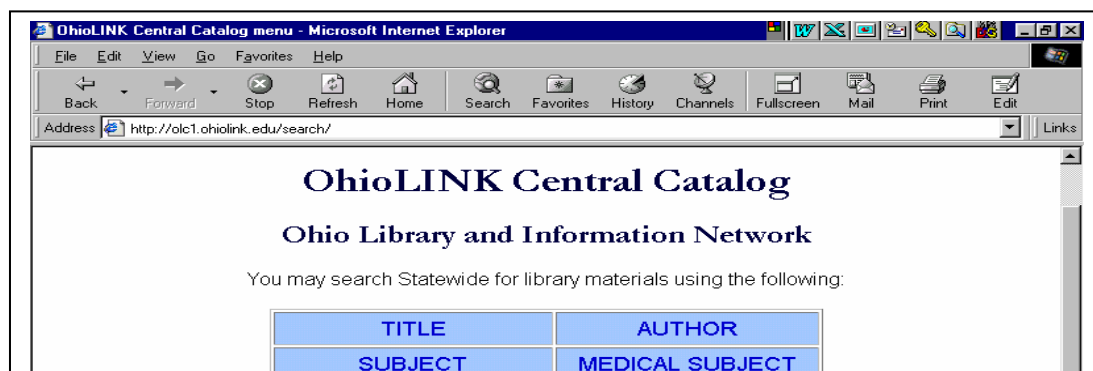 OhioLINK Central Catalog menu - Microsoft Internet Explorer
File Edit View Go Favorites Help
Back Forward Stop Refresh Home Search Favorites History Channels Fullscreen Mail Print Edit
Address http://olc1.ohiolink.edu/search/ Links
OhioLINK Central Catalog
Ohio Library and Information Network
You may search Statewide for library materials using the following:
TITLE AUTHOR
SUBJECT MEDICAL SUBJECT